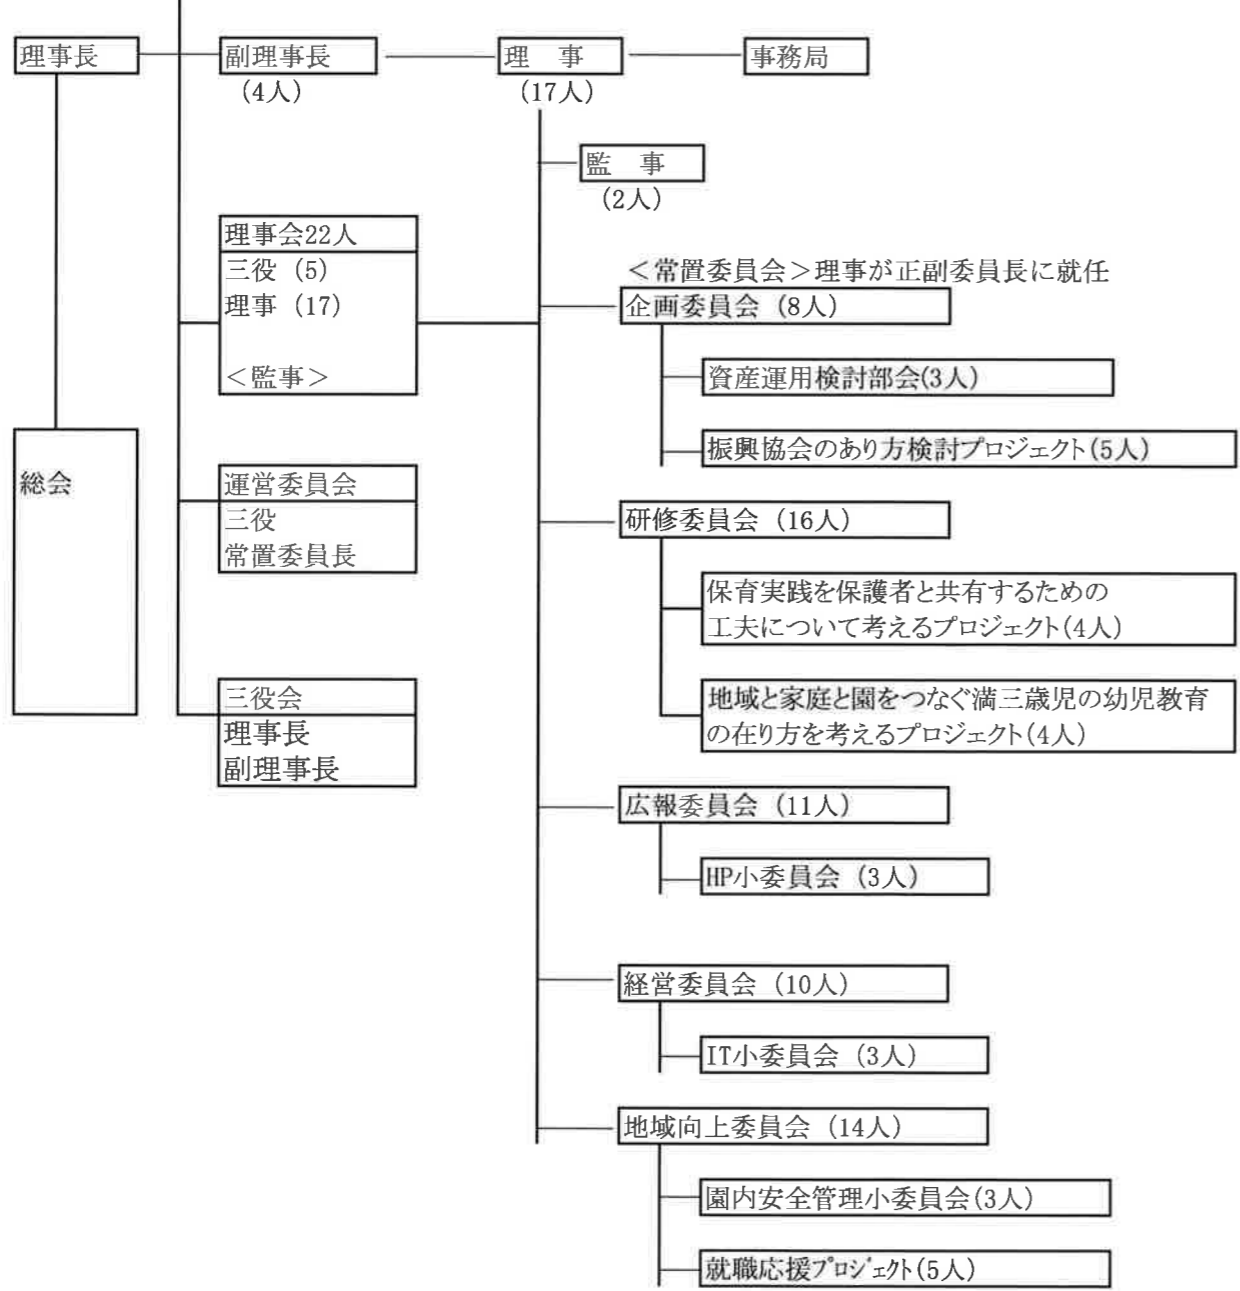 理事長
副理事長
(4人)
理　事
(17人)
事務局
監　事
(2人)
理事会22人
三役 (5)
理事 (17)
＜監事＞
総会
運営委員会
三役
常置委員長
三役会
理事長
副理事長
＜常置委員会＞理事が正副委員長に就任
企画委員会 (8人)
資産運用検討部会(3人)
振興協会のあり方検討プロジェクト(5人)
研修委員会 (16人)
保育実践を保護者と共有するための
工夫について考えるプロジェクト(4人)
地域と家庭と園をつなぐ満三歳児の幼児教育
の在り方を考えるプロジェクト(4人)
広報委員会 (11人)
HP小委員会 (3人)
経営委員会 (10人)
IT小委員会 (3人)
地域向上委員会 (14人)
園内安全管理小委員会(3人)
就職応援ﾌﾟﾛｼﾞｪｸﾄ(5人)